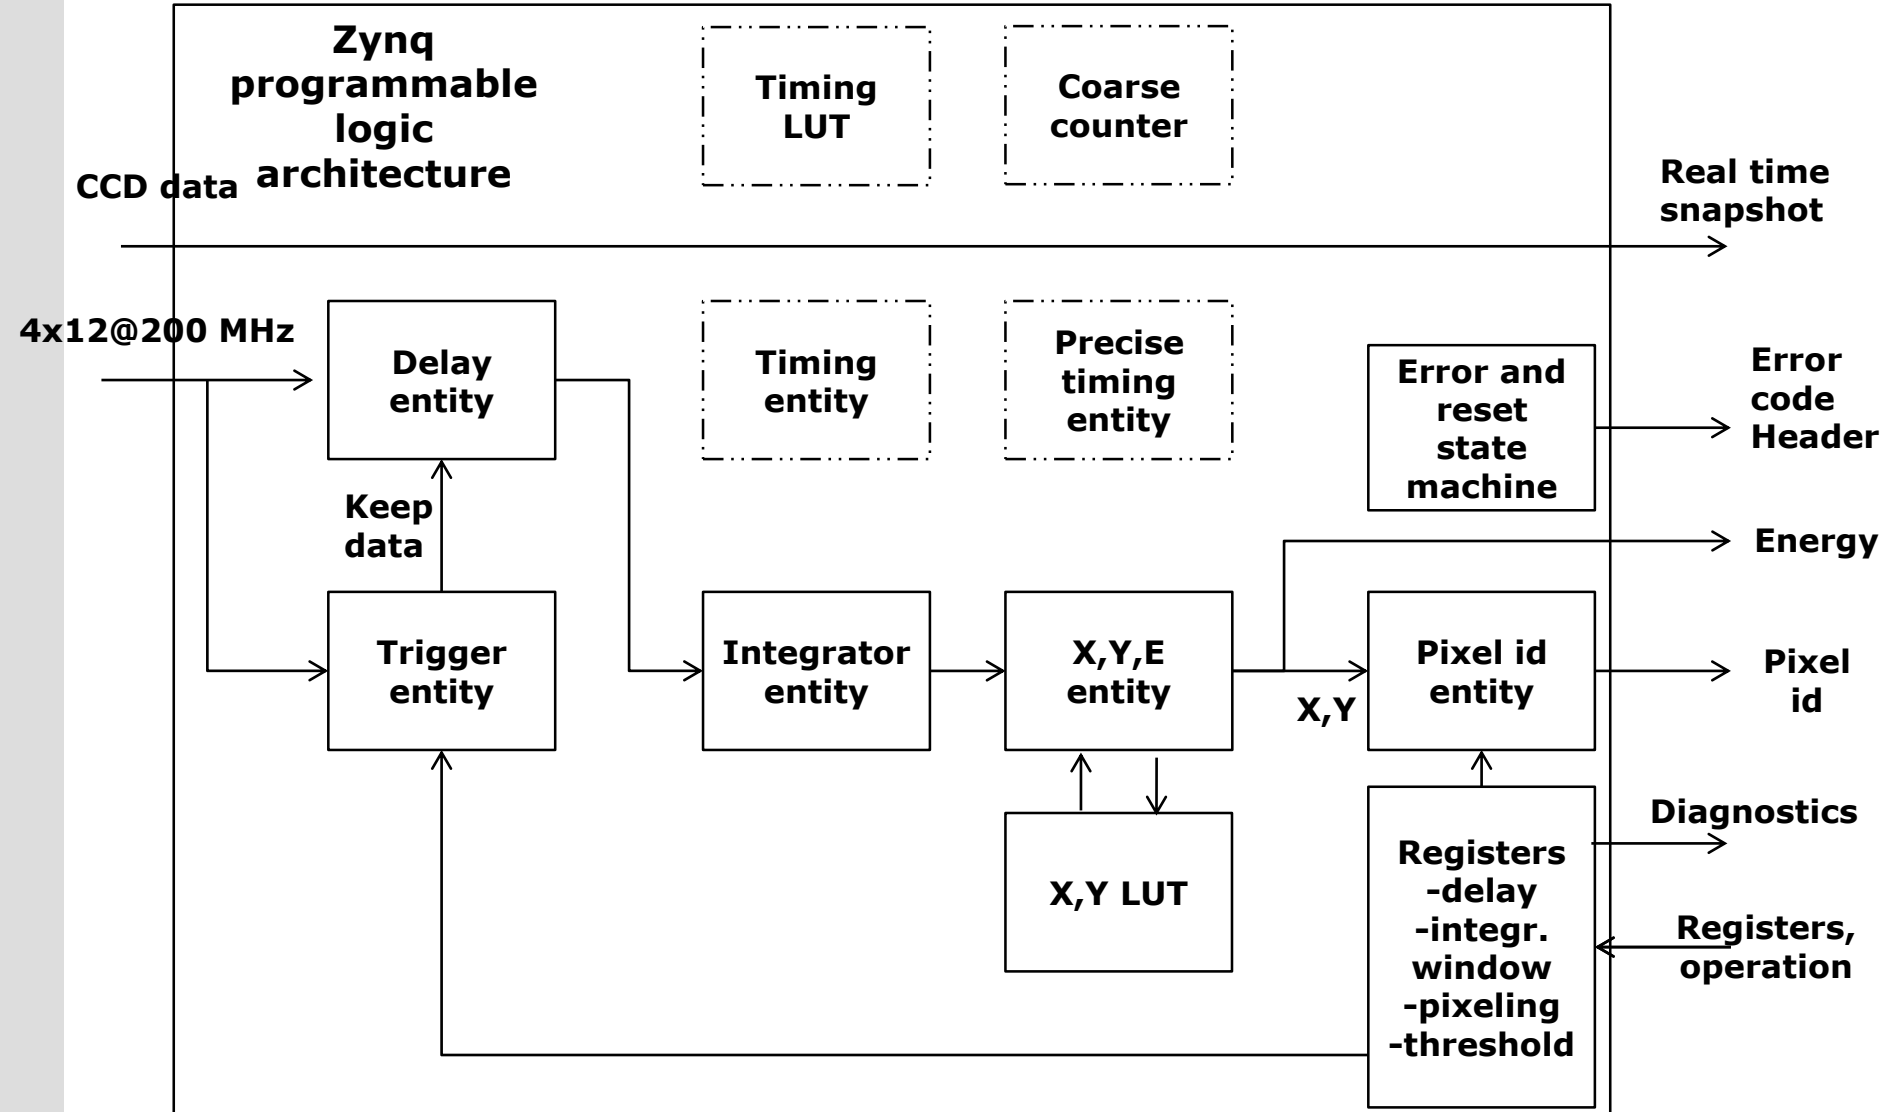 Zynq
programmable
logic
architecture
Timing
LUT
Coarse
counter
CCD data
Real time
snapshot
4x12@200 MHz
Delay
entity
Timing
entity
Precise
timing
entity
Error and
reset
state
machine
Error
code
Header
Keep
data
Energy
Trigger
entity
Integrator
entity
X,Y,E
entity
X,Y
Pixel id
entity
Pixel
id
X,Y LUT
Registers
-delay
-integr.
window
-pixeling
-threshold
Diagnostics
Registers,
operation